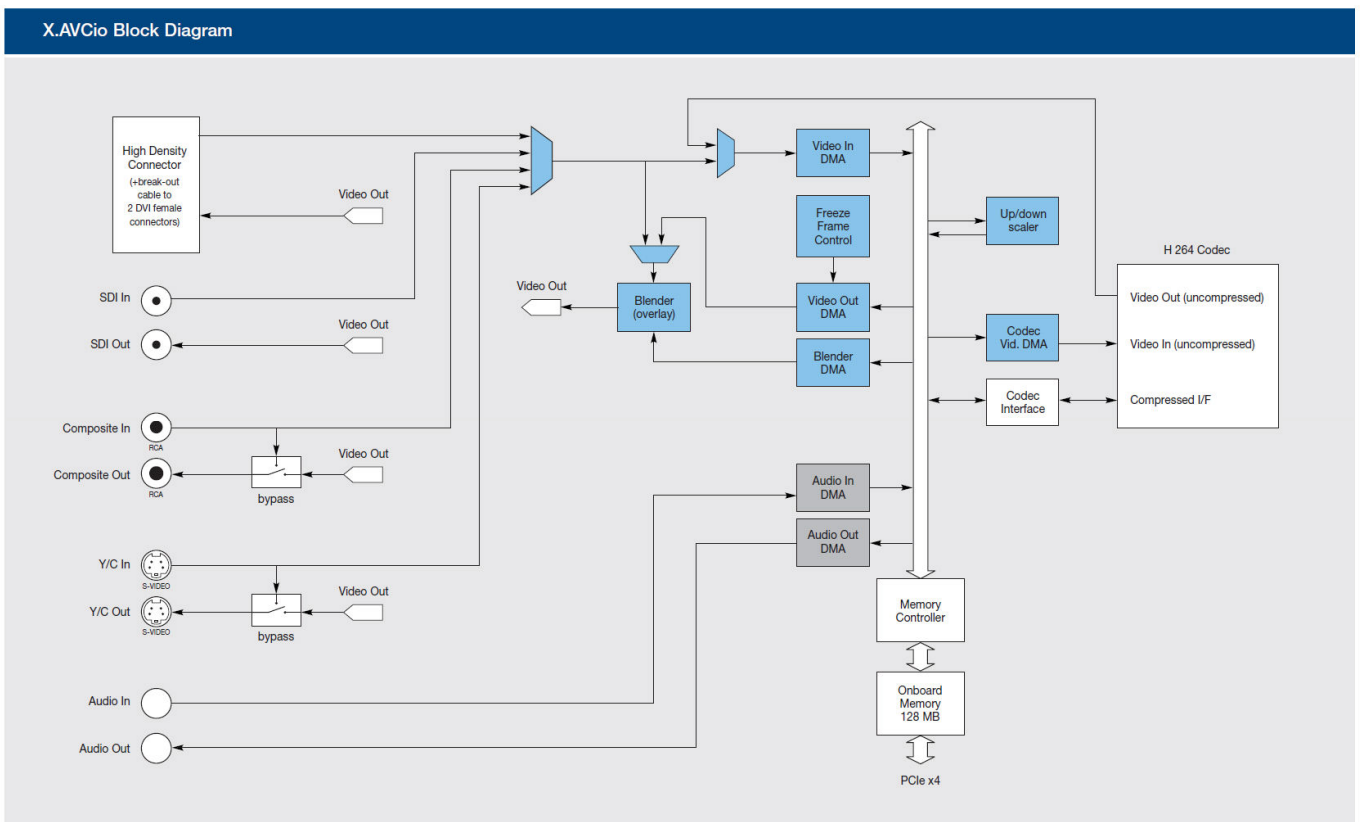 X.AVCio Block Diagram
High Density
Connector
(+break-out
cable to
2 DVI female
connectors)
Video Out
SDI In
Video Out
SDI Out
Composite In
RCA
Video Out
Composite Out
RCA
bypass
Y/C In
S-VIDEO
Video Out
Y/C Out
S-VIDEO
bypass
Audio In
Audio Out
Video In
DMA
Freeze
Frame
Control
Up/down
scaler
Video Out
Blender
(overlay)
Video Out
DMA
Blender
DMA
Codec
Vid. DMA
Codec
Interface
H 264 Codec
Video Out (uncompressed)
Video In (uncompressed)
Compressed I/F
Audio In
DMA
Audio Out
DMA
Memory
Controller
Onboard
Memory
128 MB
PCIe x4